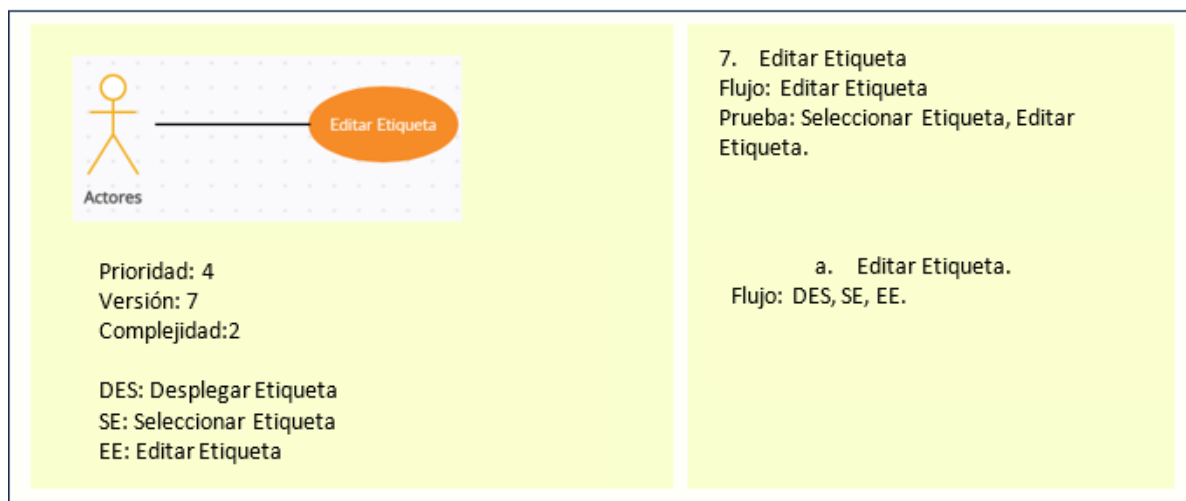 Editar Etiqueta
Actores
Prioridad: 4
Versión: 7
Complejidad:2
DES: Desplegar Etiqueta
SE: Seleccionar Etiqueta
EE: Editar Etiqueta
7. Editar Etiqueta
Flujo: Editar Etiqueta
Prueba: Seleccionar Etiqueta, Editar
Etiqueta.
a. Editar Etiqueta.
Flujo: DES, SE, EE.